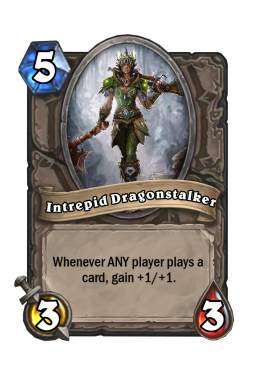 5
Intrepid Dragonstalker
Whenever ANY player plays a
card, gain +1/+1.
3
3